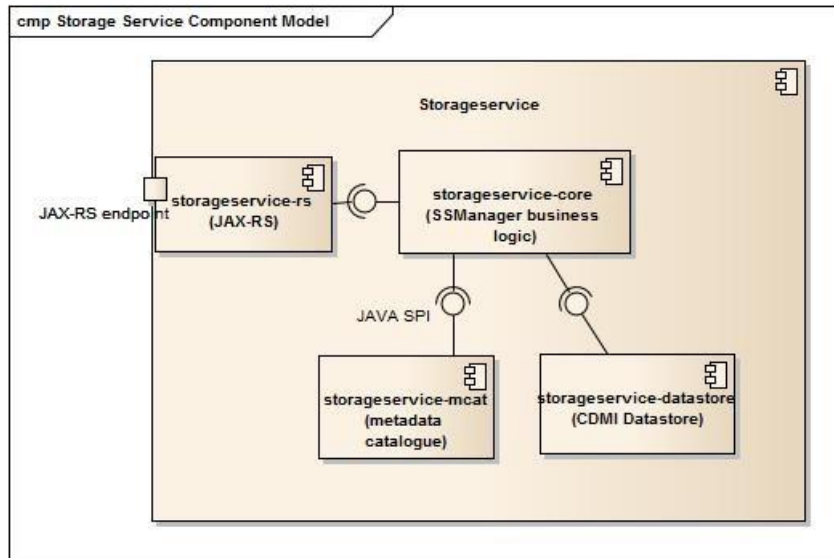 cmp Storage Service Component Model
Storageservice
storageservice-rs
(JAX-RS)
JAX-RS endpoint
storageservice-core
(SSManager business
logic)
JAVA SPI
storageservice-mcat
(metadata
catalogue)
storageservice-datastore
(CDMI Datastore)